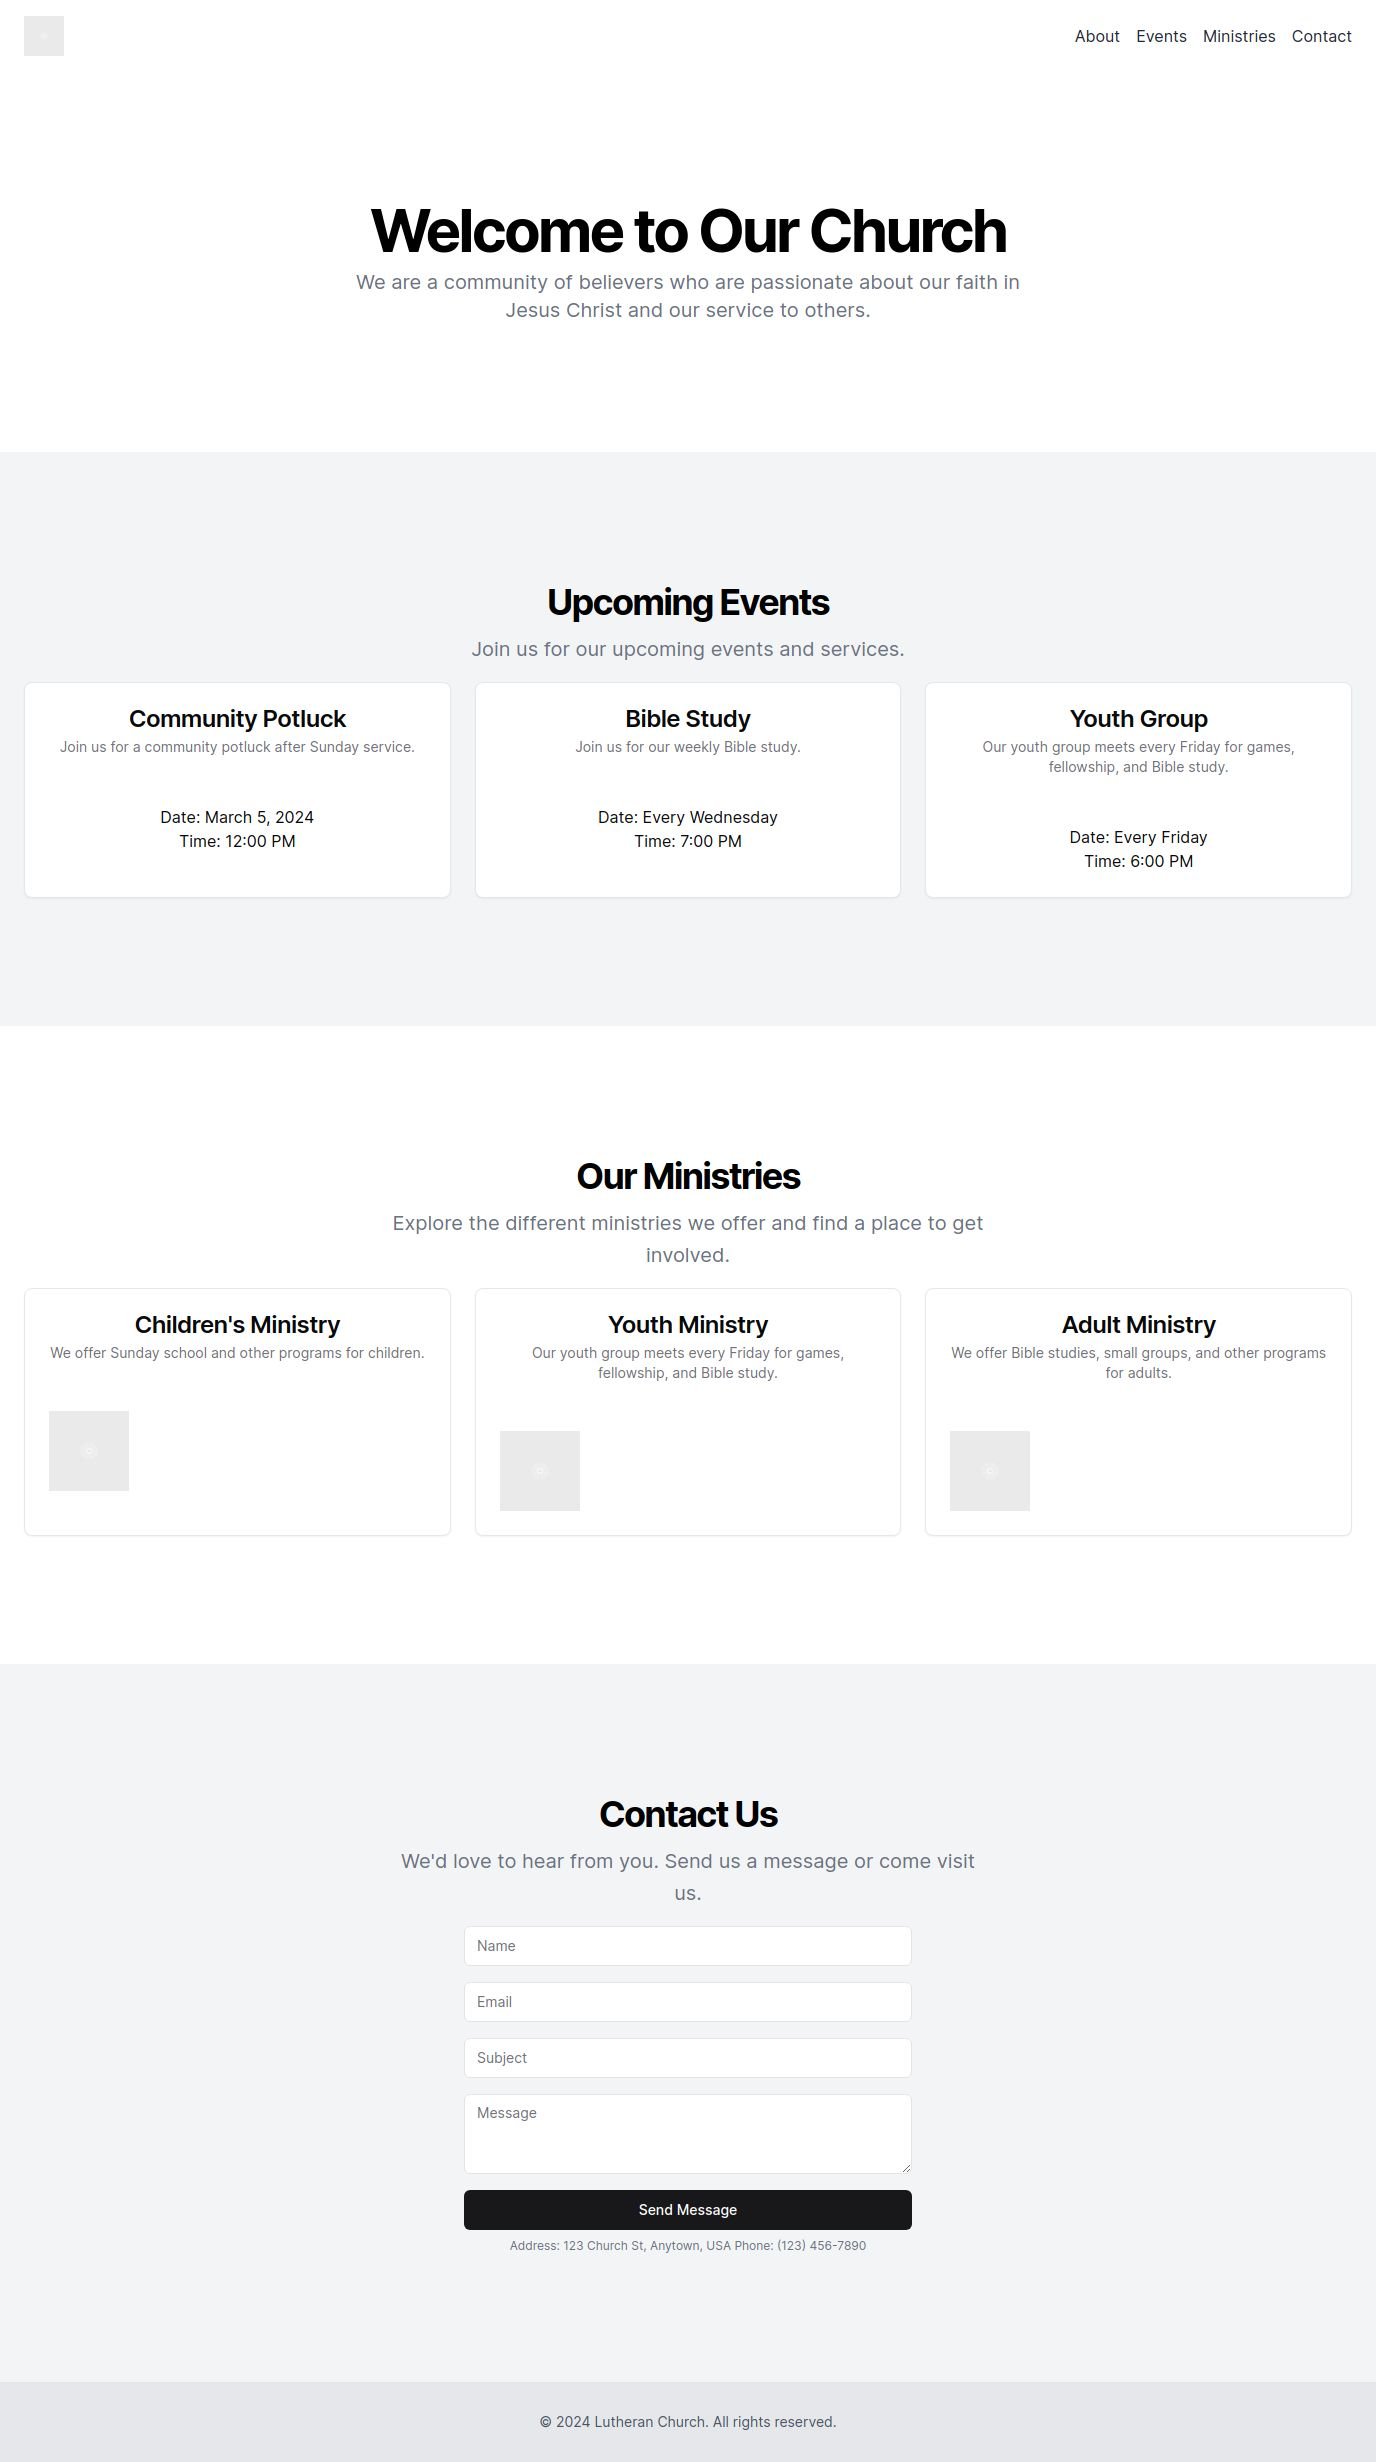 About Events Ministries Contact
Welcome to Our Church
We are a community of believers who are passionate about our faith in
Jesus Christ and our service to others.
Upcoming Events
Join us for our upcoming events and services.
Community Potluck
Join us for a community potluck after Sunday service.
Date: March 5, 2024
Time: 12:00 PM
Bible Study
Join us for our weekly Bible study.
Date: Every Wednesday
Time: 7:00 PM
Youth Group
Our youth group meets every Friday for games,
fellowship, and Bible study.
Date: Every Friday
Time: 6:00 PM
Our Ministries
Explore the different ministries we offer and find a place to get
involved.
Children's Ministry
We offer Sunday school and other programs for children.
Youth Ministry
Our youth group meets every Friday for games,
fellowship, and Bible study.
Adult Ministry
We offer Bible studies, small groups, and other programs
for adults.
Contact Us
We'd love to hear from you. Send us a message or come visit
us.
Name
Email
Subject
Message
Send Message
Address: 123 Church St, Anytown, USA Phone: (123) 456-7890
© 2024 Lutheran Church. All rights reserved.